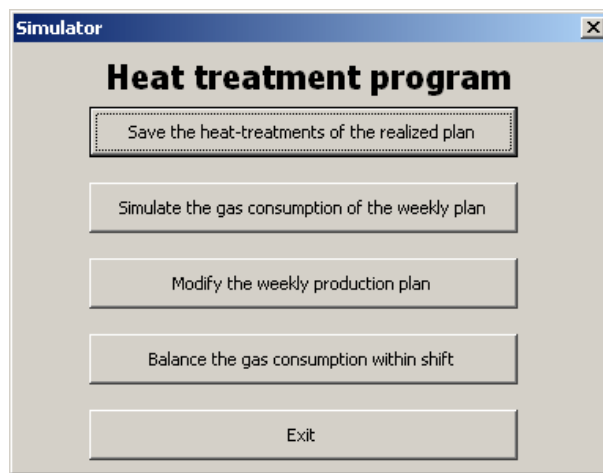 Simulator
Heat treatment program
Save the heat-treatments of the realized plan
Simulate the gas consumption of the weekly plan
Modify the weekly production plan
Balance the gas consumption within shift
Exit